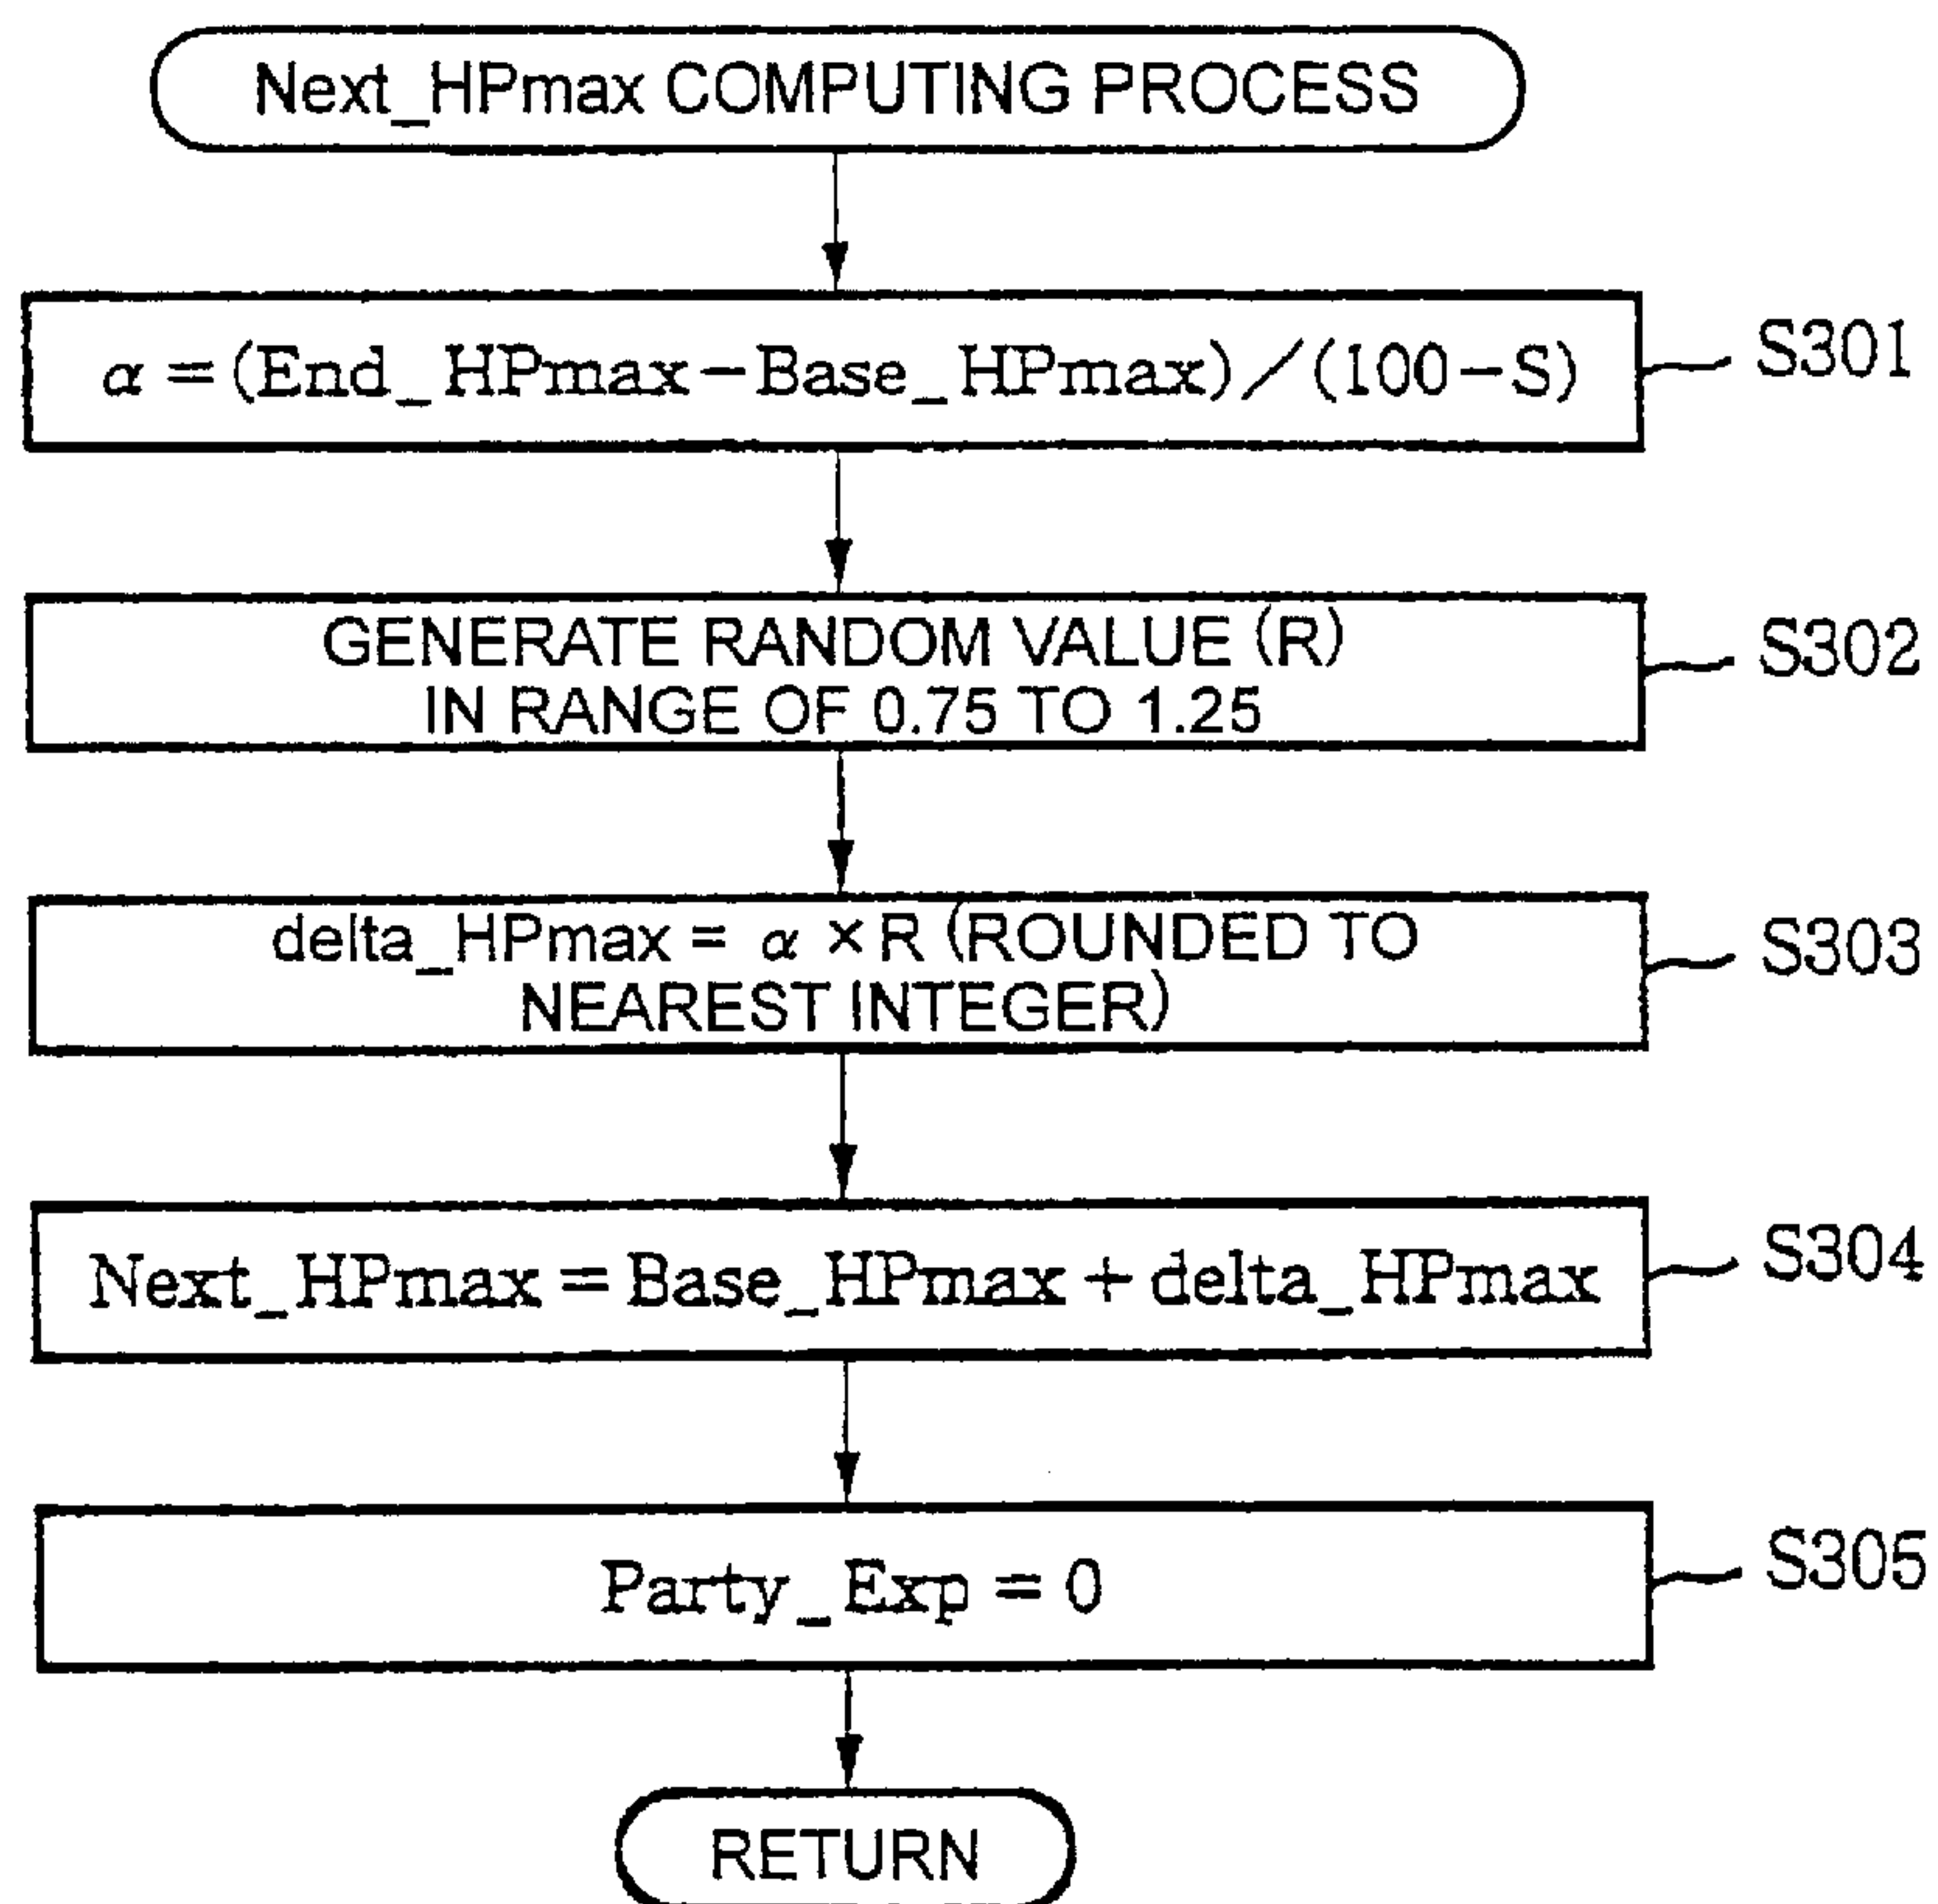 Next_HPmax COMPUTING PROCESS
α=(End_HPmax-Base_HPmax)/(100-S)
S301
GENERATE RANDOM VALUE (R)
IN RANGE OF 0.75 TO 1.25
S302
delta_HPmax = α ×R (ROUNDED TO
NEAREST INTEGER)
S303
Next_HPmax=Base_HPmax+delta_HPmax
S304
Party_Exp=0
S305
RETURN